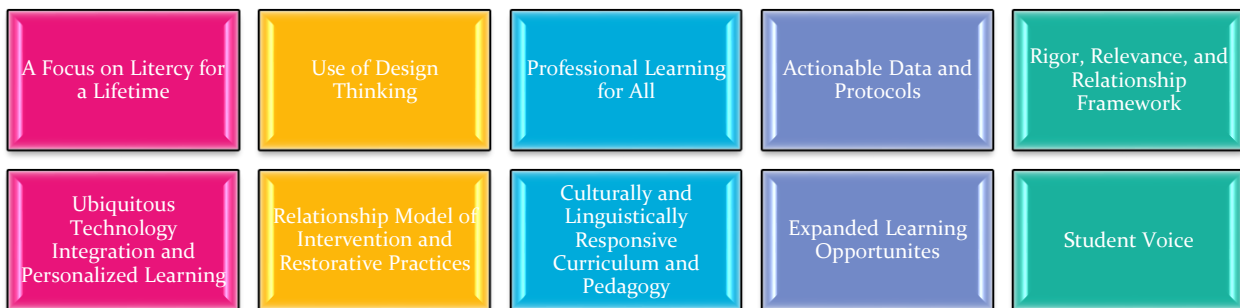 A Focus on Litercy for
a Lifetime
Use of Design
Thinking
Professional Learning
for All
Actionable Data and
Protocols
Rigor, Relevance, and
Relationship
Framework
Ubiquitous
Technology
Integration and
Personalized Learning
Relationship Model of
Intervention and
Restorative Practices
Culturally and
Linguistically
Responsive
Curriculum and
Pedagogy
Expanded Learning
Opportunites
Student Voice